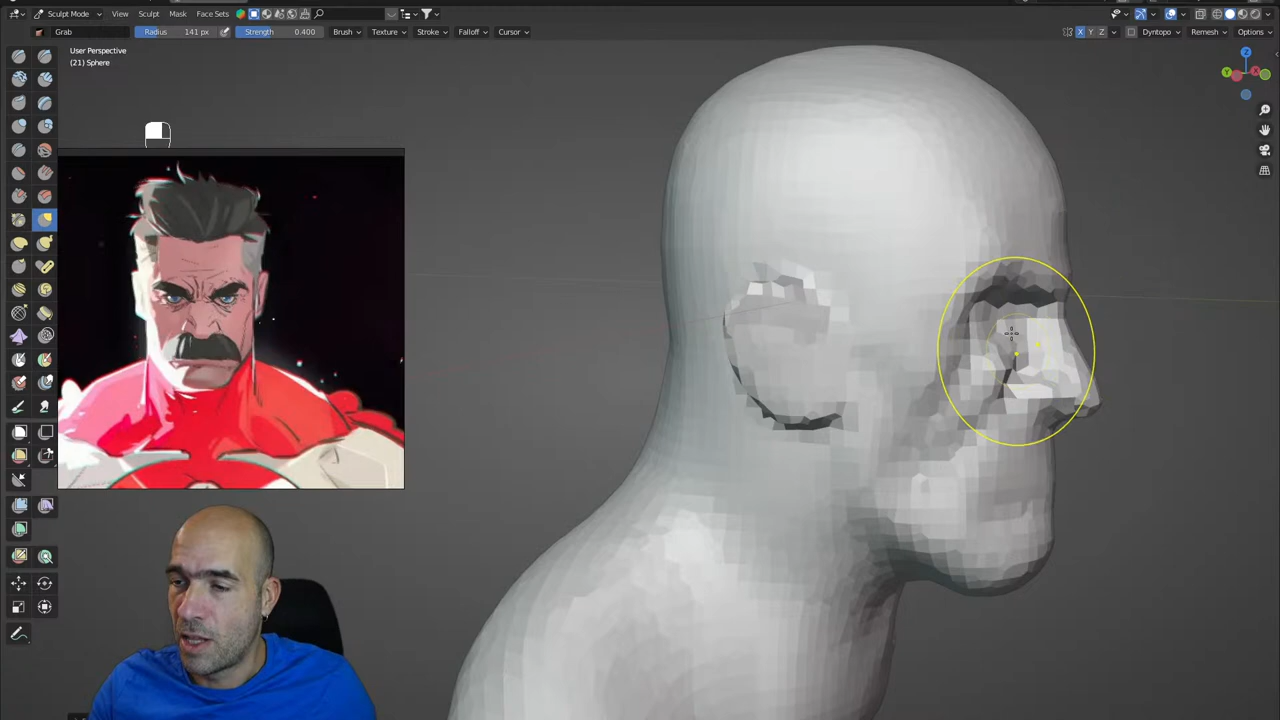 Sculpt Mode View Sculpt Mask Face Sets
Grab Radius 141 px Strength 0.400 Brush Texture Stroke Falloff Cursor X Y Z Dyntopo Remesh Options
User Perspective
(21) Sphere
Z
Y X